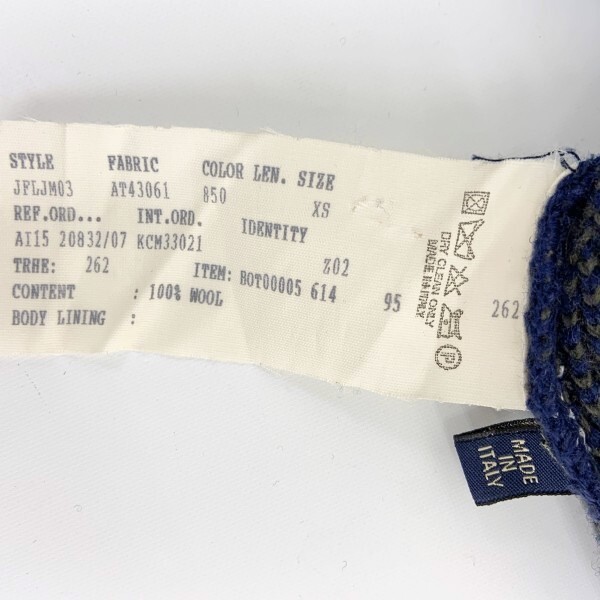 STYLE FABRIC COLOR LEN. SIZE
JFLJM03 AT43061 850 XS
REF.ORD... INT.ORD. IDENTITY
AI15 20832/07 KCM33021 Z02
TRHE: 262 ITEM: BOT00005 614 95 262
CONTENT : 100% WOOL
BODY LINING :
DRY CLEAN ONLY
MADE IN ITALY
P
MADE
IN
ITALY